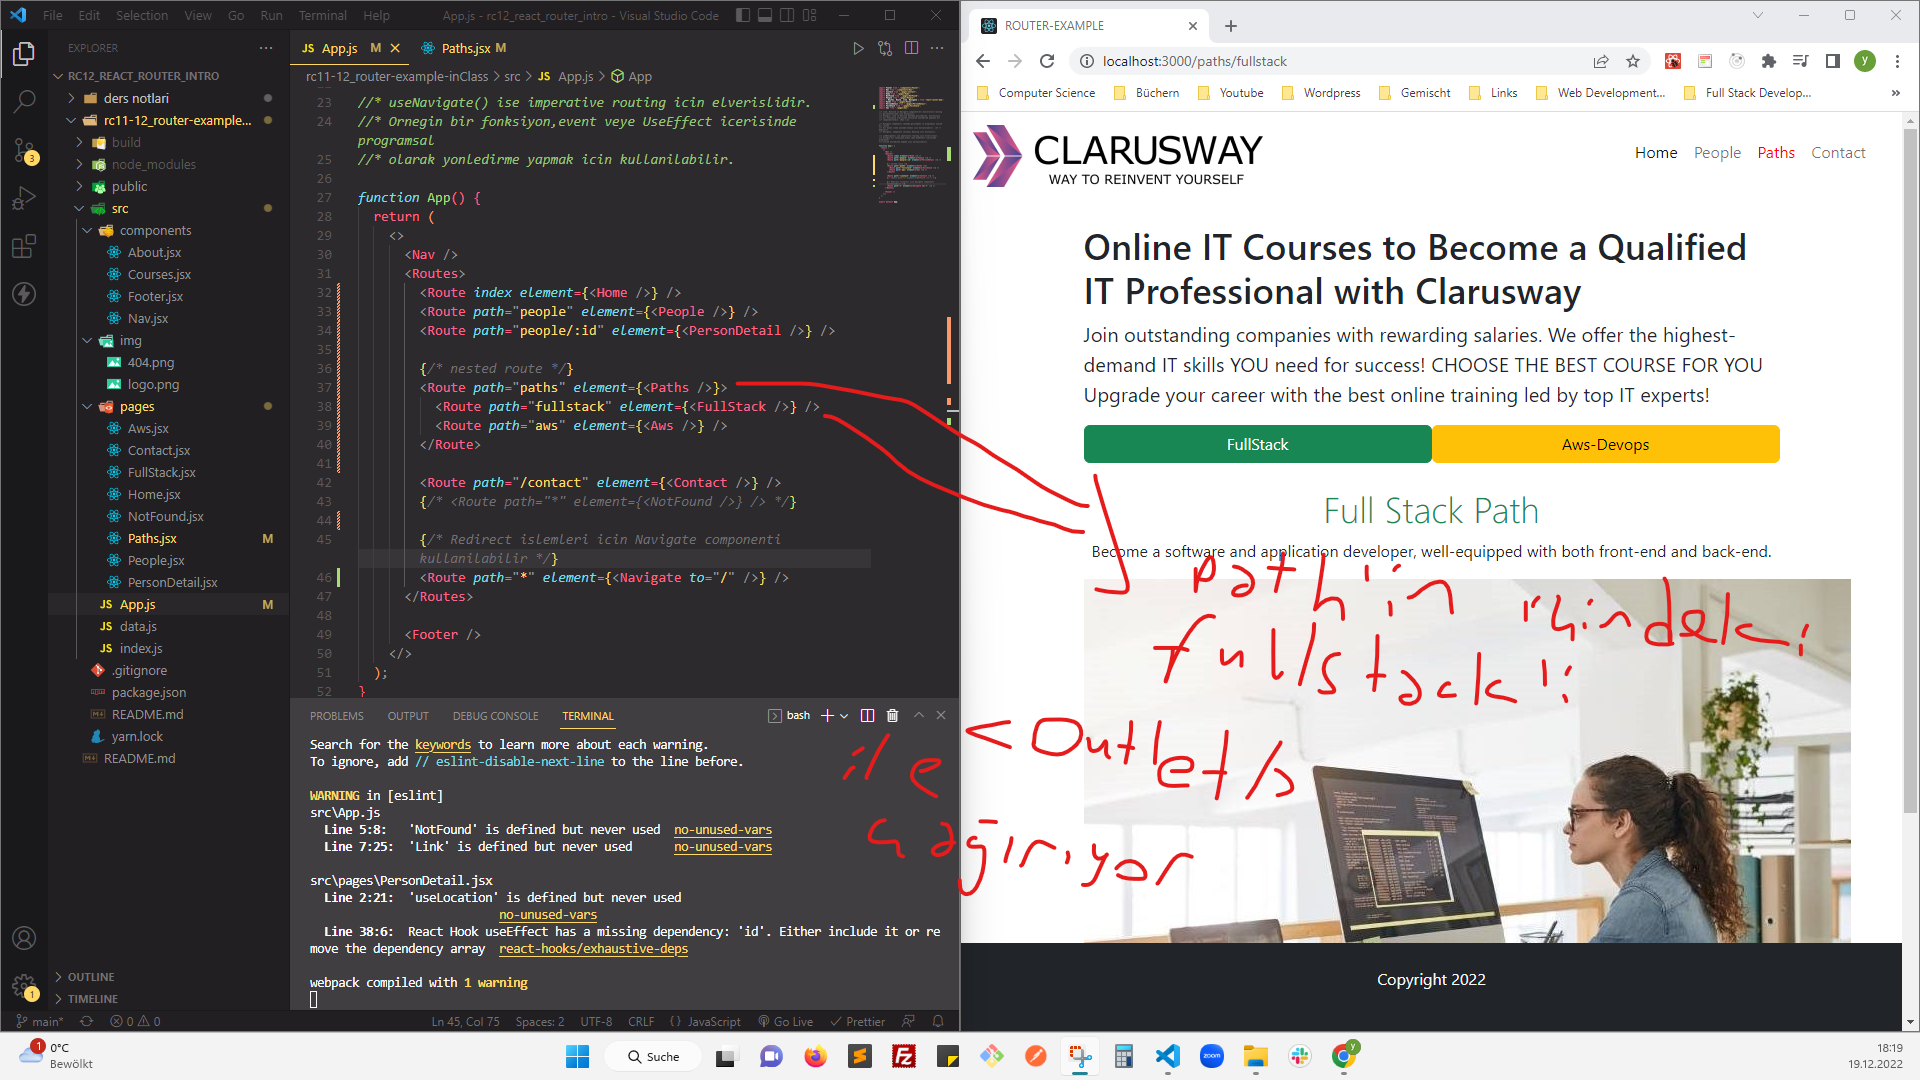 File Edit Selection View Go Run Terminal Help
App.js - rc12_react_router_intro - Visual Studio Code
EXPLORER
RC12_REACT_ROUTER_INTRO
ders notlari
rc11-12_router-example...
build
node_modules
public
src
components
About.jsx
Courses.jsx
Footer.jsx
Nav.jsx
img
404.png
logo.png
pages
Aws.jsx
Contact.jsx
FullStack.jsx
Home.jsx
NotFound.jsx
Paths.jsx M
People.jsx
PersonDetail.jsx
JS App.js M
JS data.js
JS index.js
.gitignore
package.json
README.md
yarn.lock
README.md
OUTLINE
TIMELINE
3
1
JS App.js M
Paths.jsx M
rc11-12_router-example-inClass > src > JS App.js > App
23 //* useNavigate() ise imperative routing icin elverislidir.
24 //* Ornegin bir fonksiyon,event veye UseEffect icerisinde
programsal
25 //* olarak yonledirme yapmak icin kullanilabilir.
26
27 function App() {
28 return (
29 <>
30 <Nav />
31 <Routes>
32 <Route index element={<Home />} />
33 <Route path="people" element={<People />} />
34 <Route path="people/:id" element={<PersonDetail />} />
35
36 {/* nested route */}
37 <Route path="paths" element={<Paths />}>
38 <Route path="fullstack" element={<FullStack />} />
39 <Route path="aws" element={<Aws />} />
40 </Route>
41
42 <Route path="/contact" element={<Contact />} />
43 {/* <Route path="*" element={<NotFound />} /> */}
44
45 {/* Redirect islemleri icin Navigate componenti
kullanilabilir */}
46 <Route path="*" element={<Navigate to="/" />} />
47 </Routes>
48
49 <Footer />
50 </>
51 );
52 }
PROBLEMS OUTPUT DEBUG CONSOLE TERMINAL
bash
Search for the keywords to learn more about each warning.
To ignore, add // eslint-disable-next-line to the line before.
WARNING in [eslint]
src\App.js
Line 5:8: 'NotFound' is defined but never used no-unused-vars
Line 7:25: 'Link' is defined but never used no-unused-vars
src\pages\PersonDetail.jsx
Line 2:21: 'useLocation' is defined but never used
no-unused-vars
Line 38:6: React Hook useEffect has a missing dependency: 'id'. Either include it or re
move the dependency array react-hooks/exhaustive-deps
webpack compiled with 1 warning
main* 0 0 Ln 45, Col 75 Spaces: 2 UTF-8 CRLF {} JavaScript Go Live Prettier
ROUTER-EXAMPLE
localhost:3000/paths/fullstack
y
Computer Science Büchern Youtube Wordpress Gemischt Links Web Development... Full Stack Develop... »
CLARUSWAY
WAY TO REINVENT YOURSELF
Home People Paths Contact
Online IT Courses to Become a Qualified
IT Professional with Clarusway
Join outstanding companies with rewarding salaries. We offer the highest-
demand IT skills YOU need for success! CHOOSE THE BEST COURSE FOR YOU
Upgrade your career with the best online training led by top IT experts!
FullStack Aws-Devops
Full Stack Path
Become a software and application developer, well-equipped with both front-end and back-end.
path'in
fullstack'i
ile <Outlet/>
Copyright 2022
1
0°C
Bewölkt
Suche
zoom
y
18:19
19.12.2022